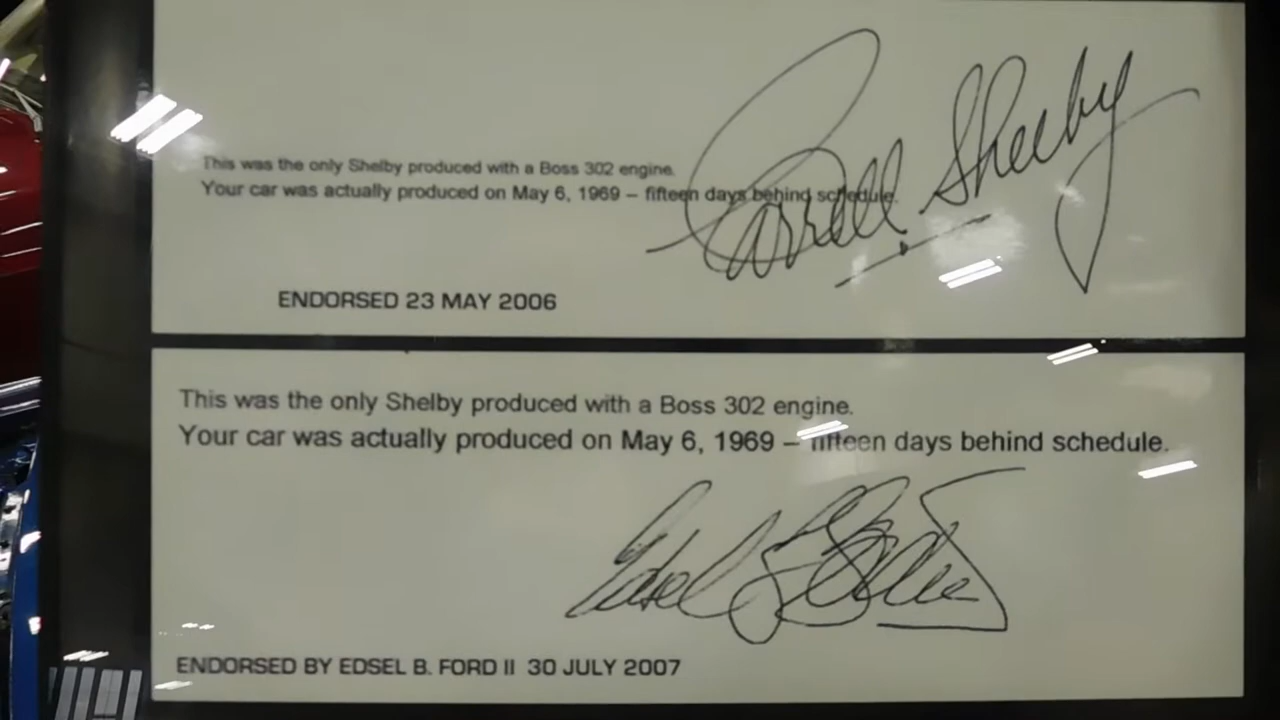 This was the only Shelby produced with a Boss 302 engine.
Your car was actually produced on May 6, 1969 – fifteen days behind schedule.
Carroll Shelby
ENDORSED 23 MAY 2006
This was the only Shelby produced with a Boss 302 engine.
Your car was actually produced on May 6, 1969 – fifteen days behind schedule.
Edsel B. Ford II
ENDORSED BY EDSEL B. FORD II 30 JULY 2007